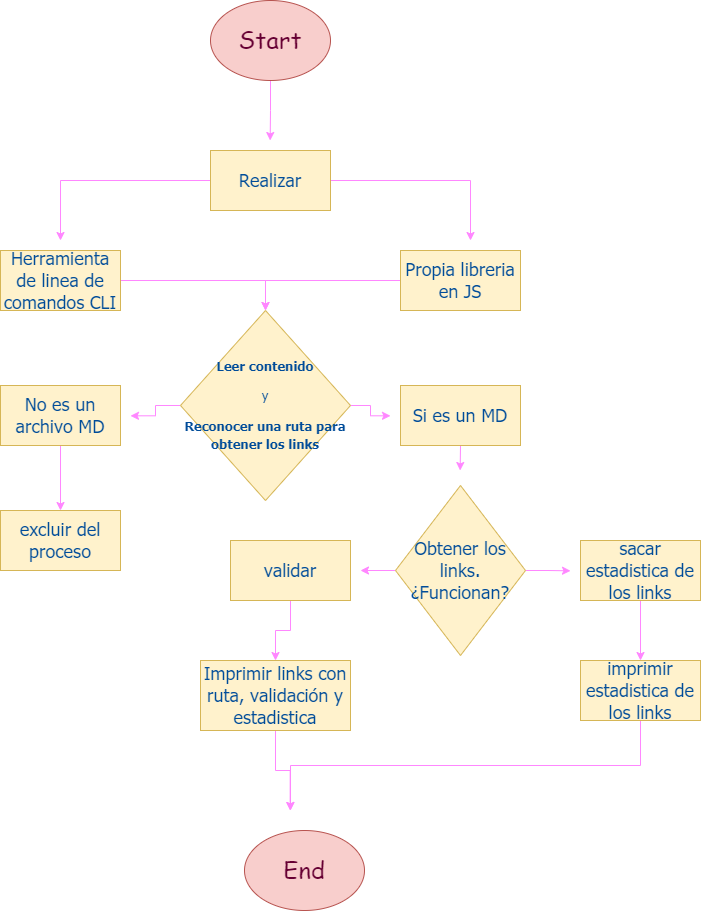 Start
Realizar
Herramienta
de linea de
comandos CLI
Propia libreria
en JS
Leer contenido
y
Reconocer una ruta para
obtener los links
No es un
archivo MD
Si es un MD
excluir del
proceso
validar
Obtener los
links.
¿Funcionan?
sacar
estadistica de
los links
Imprimir links con
ruta, validación y
estadistica
imprimir
estadistica de
los links
End